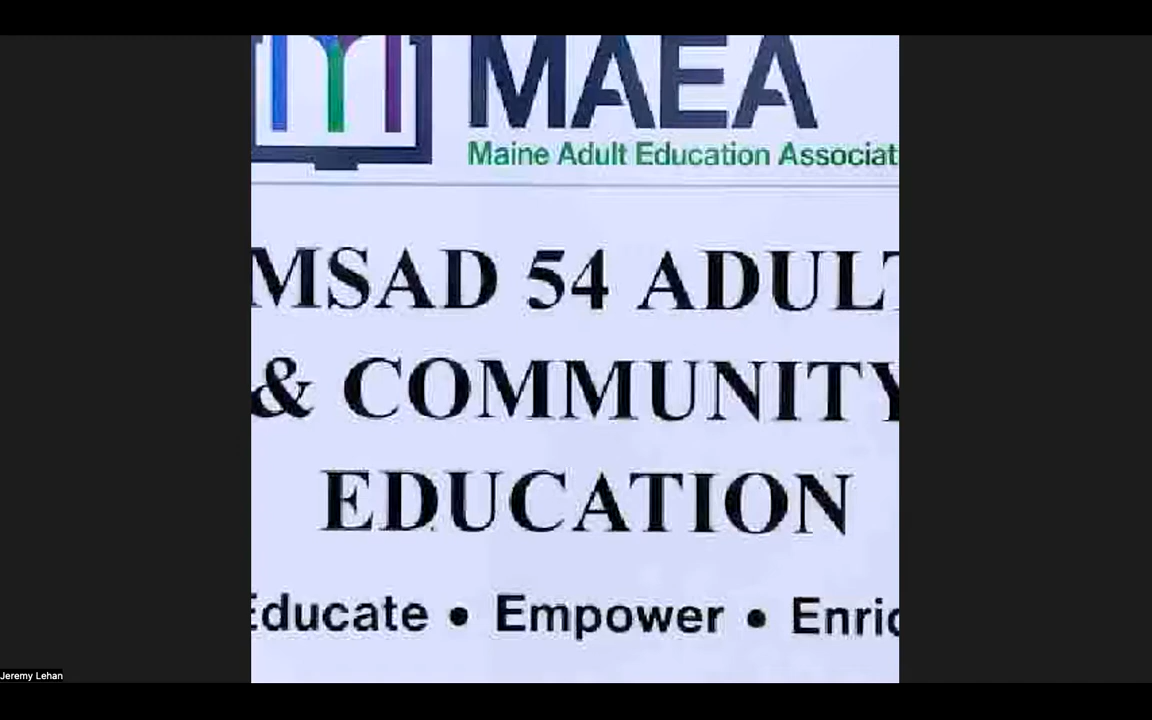 MAEA
Maine Adult Education Associat
MSAD 54 ADULT
& COMMUNITY
EDUCATION
Educate • Empower • Enric
Jeremy Lehan